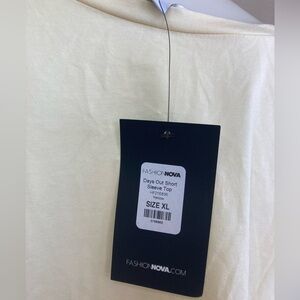 FASHIONNOVA
Days Out Short
Sleeve Top
SIZE XL
FASHIONNOVA.COM